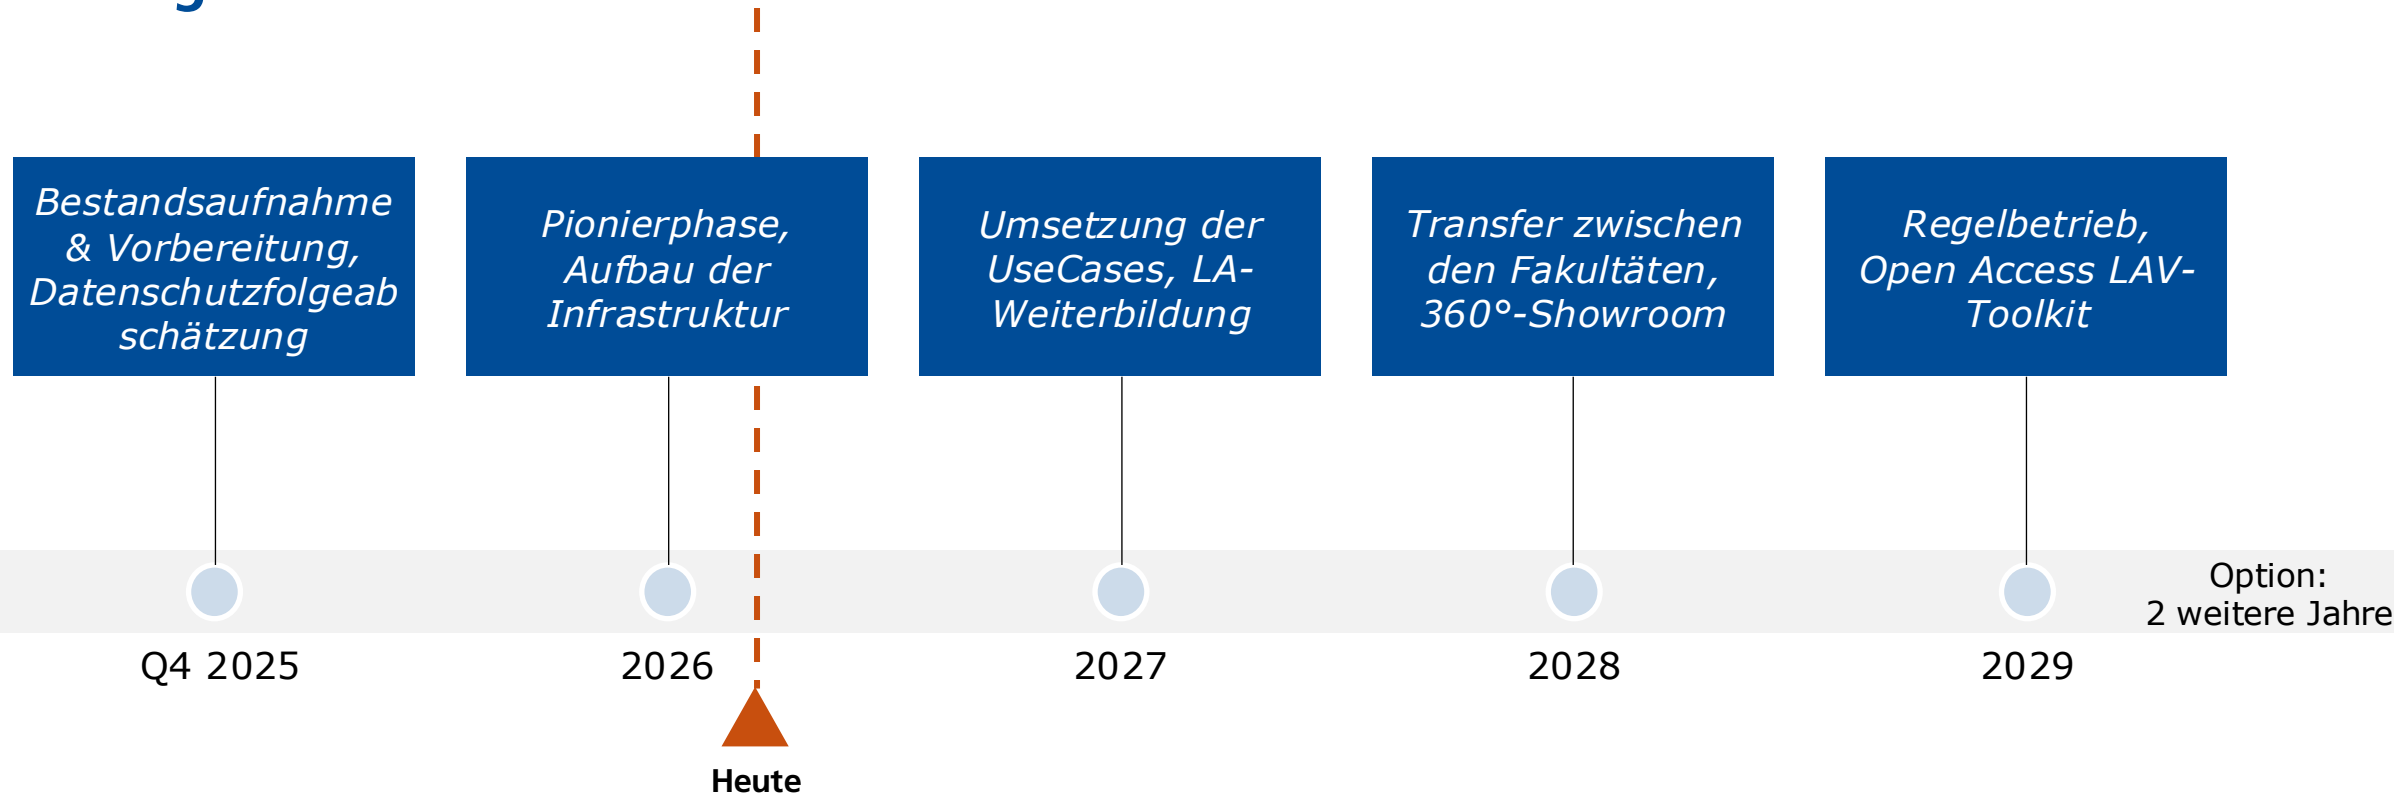 Bestandsaufnahme
& Vorbereitung,
Datenschutzfolgeab
schätzung
Pionierphase,
Aufbau der
Infrastruktur
Umsetzung der
UseCases, LA-
Weiterbildung
Transfer zwischen
den Fakultäten,
360°-Showroom
Regelbetrieb,
Open Access LAV-
Toolkit
Option:
2 weitere Jahre
Q4 2025
2026
2027
2028
2029
Heute